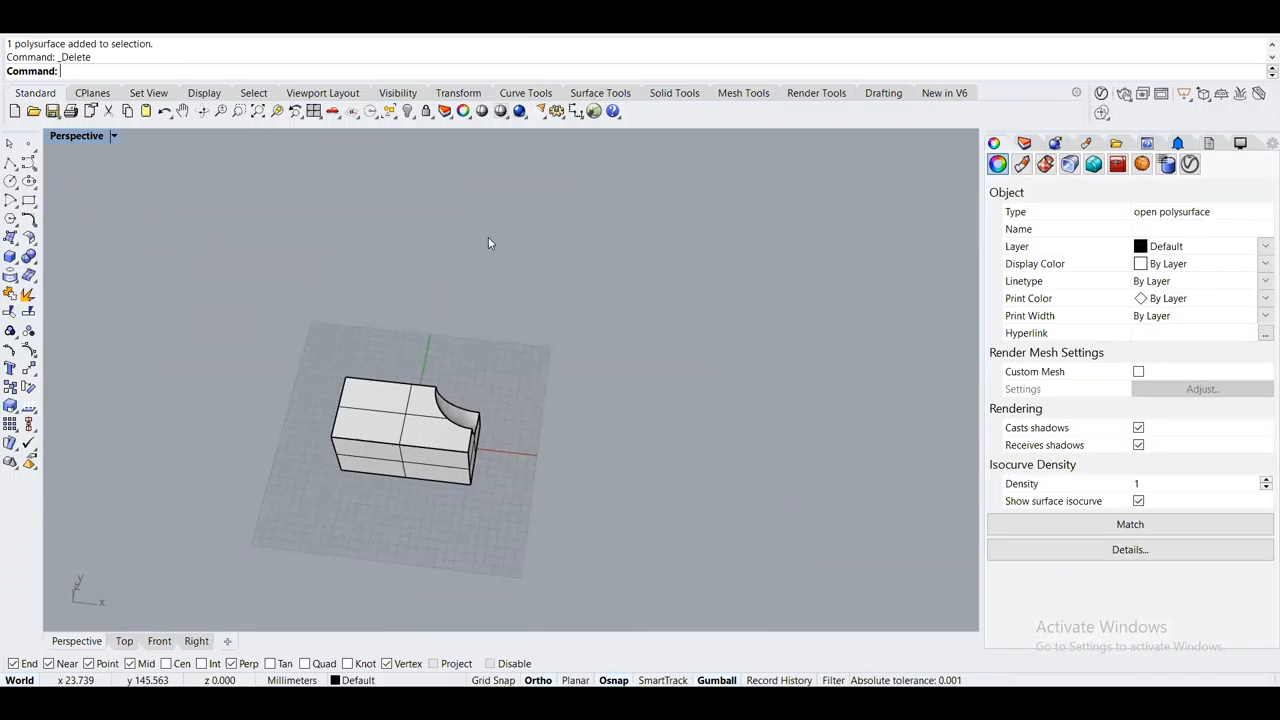 1 polysurface added to selection.
Command: _Delete
Command:
Standard CPlanes Set View Display Select Viewport Layout Visibility Transform Curve Tools Surface Tools Solid Tools Mesh Tools Render Tools Drafting New in V6
Perspective
Object
Type open polysurface
Name
Layer Default
Display Color By Layer
Linetype By Layer
Print Color By Layer
Print Width By Layer
Hyperlink ...
Render Mesh Settings
Custom Mesh
Settings Adjust...
Rendering
Casts shadows
Receives shadows
Isocurve Density
Density 1
Show surface isocurve
Match
Details...
y
z
x
Activate Windows
Go to Settings to activate Windows.
Perspective Top Front Right
End Near Point Mid Cen Int Perp Tan Quad Knot Vertex Project Disable
World x 23.739 y 145.563 z 0.000 Millimeters Default Grid Snap Ortho Planar Osnap SmartTrack Gumball Record History Filter Absolute tolerance: 0.001